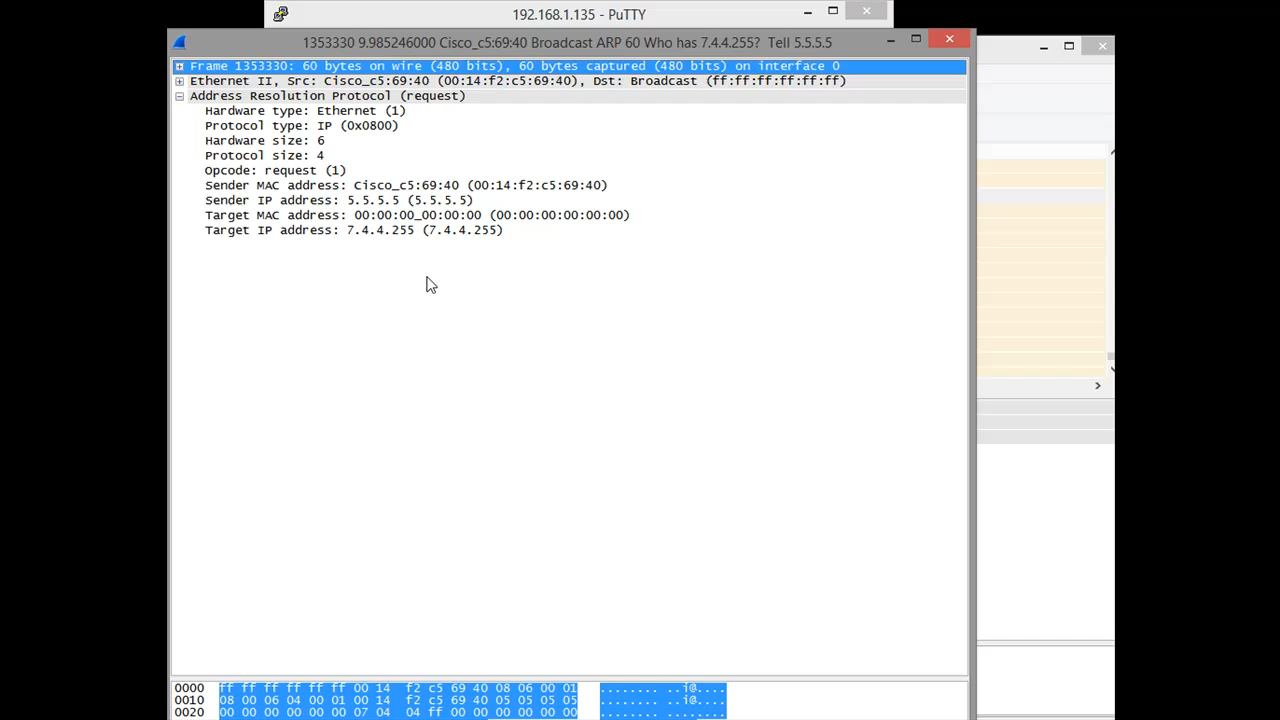 192.168.1.135 - PuTTY
1353330 9.985246000 Cisco_c5:69:40 Broadcast ARP 60 Who has 7.4.4.255? Tell 5.5.5.5
Frame 1353330: 60 bytes on wire (480 bits), 60 bytes captured (480 bits) on interface 0
Ethernet II, Src: Cisco_c5:69:40 (00:14:f2:c5:69:40), Dst: Broadcast (ff:ff:ff:ff:ff:ff)
Address Resolution Protocol (request)
Hardware type: Ethernet (1)
Protocol type: IP (0x0800)
Hardware size: 6
Protocol size: 4
Opcode: request (1)
Sender MAC address: Cisco_c5:69:40 (00:14:f2:c5:69:40)
Sender IP address: 5.5.5.5 (5.5.5.5)
Target MAC address: 00:00:00_00:00:00 (00:00:00:00:00:00)
Target IP address: 7.4.4.255 (7.4.4.255)
0000 ff ff ff ff ff ff 00 14 f2 c5 69 40 08 06 00 01 ........ ..i@....
0010 08 00 06 04 00 01 00 14 f2 c5 69 40 05 05 05 05 ........ ..i@....
0020 00 00 00 00 00 00 07 04 04 ff 00 00 00 00 00 00 ........ ........